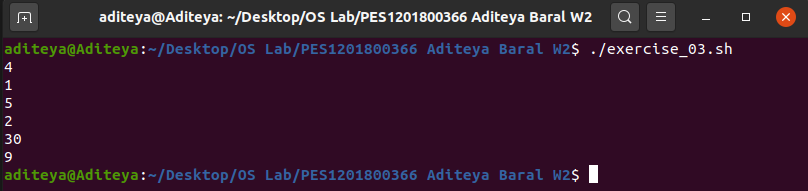 aditeya@Aditeya: ~/Desktop/OS Lab/PES1201800366 Aditeya Baral W2
aditeya@Aditeya:~/Desktop/OS Lab/PES1201800366 Aditeya Baral W2$ ./exercise_03.sh
4
1
5
2
30
9
aditeya@Aditeya:~/Desktop/OS Lab/PES1201800366 Aditeya Baral W2$